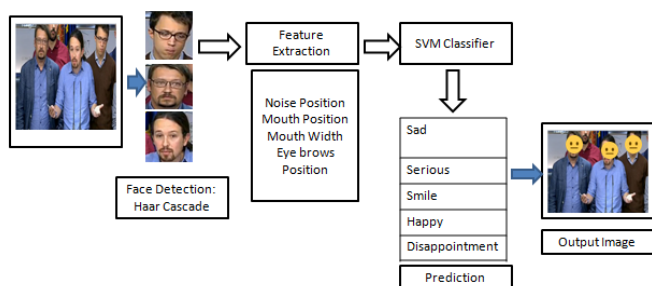 Face Detection:
Haar Cascade
Feature
Extraction
Noise Position
Mouth Position
Mouth Width
Eye brows
Position
SVM Classifier
Sad
Serious
Smile
Happy
Disappointment
Prediction
Output Image